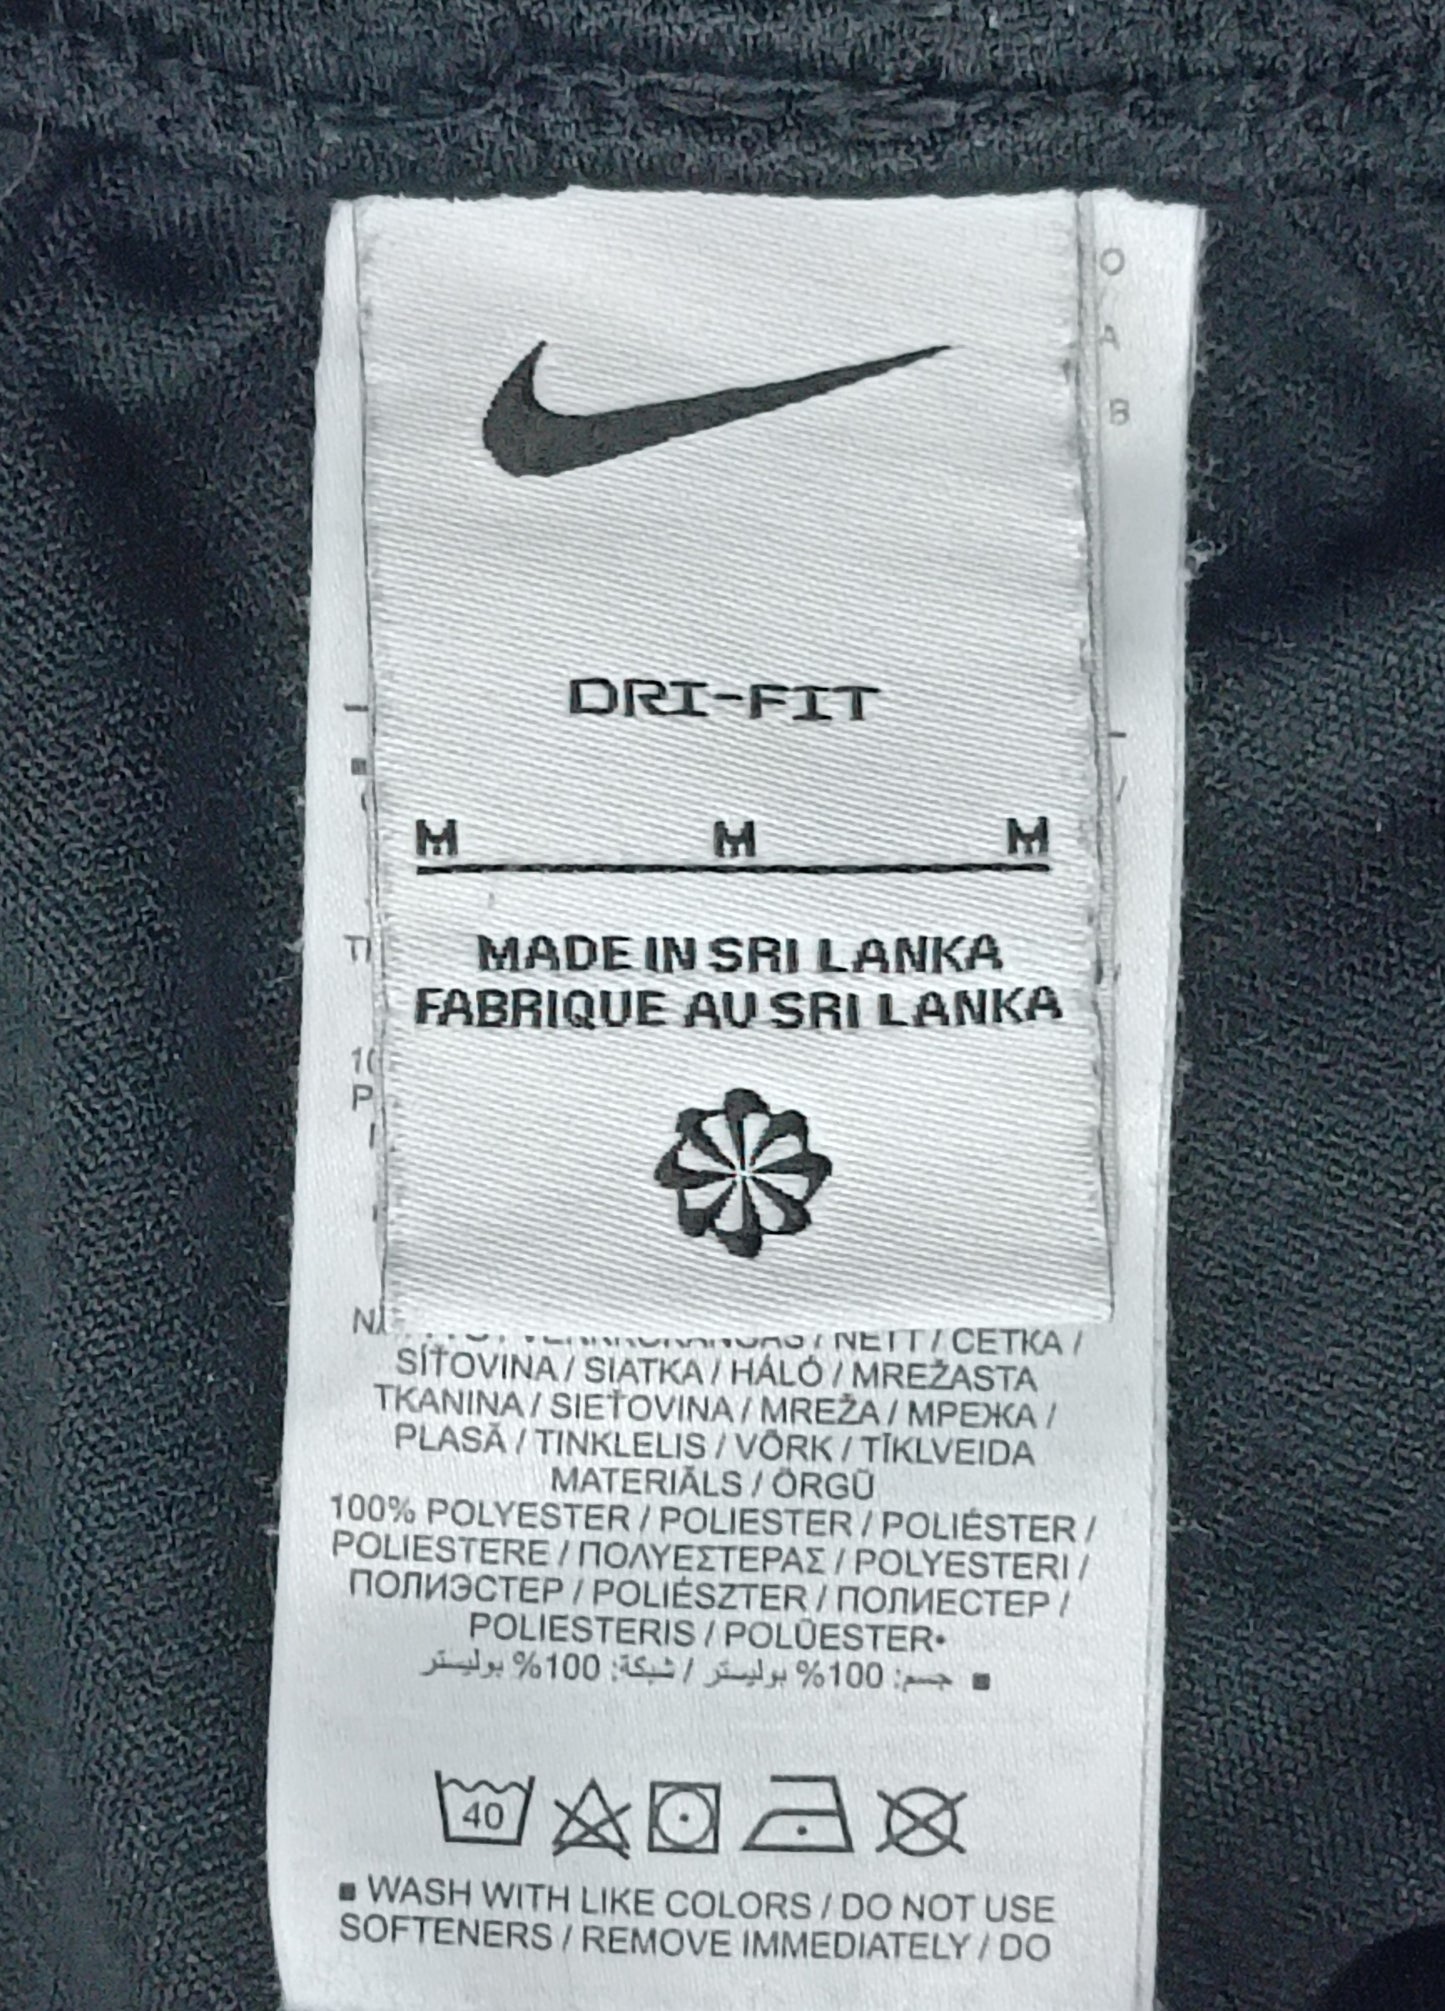 DRI-FIT
M M M
MADE IN SRI LANKA
FABRIQUE AU SRI LANKA
O
A
B
/ NETT / СЕТКА /
SÍŤOVINA / SIATKA / HÁLÓ / MREŽASTA
TKANINA / SIEŤOVINA / MREŽA / МРЕЖА /
PLASĂ / TINKLELIS / VÕRK / TĪKLVEIDA
MATERIĀLS / ÖRGÜ
100% POLYESTER / POLIESTER / POLIÉSTER /
POLIESTERE / ΠΟΛΥΕΣΤΕΡΑΣ / POLYESTERI /
ПОЛИЭСТЕР / POLIÉSZTER / ПОЛИЕСТЕР /
POLIESTERIS / POLÜESTER•
■ جسم: 100% بوليستر / شبكة: 100% بوليستر
40
■ WASH WITH LIKE COLORS / DO NOT USE
SOFTENERS / REMOVE IMMEDIATELY / DO